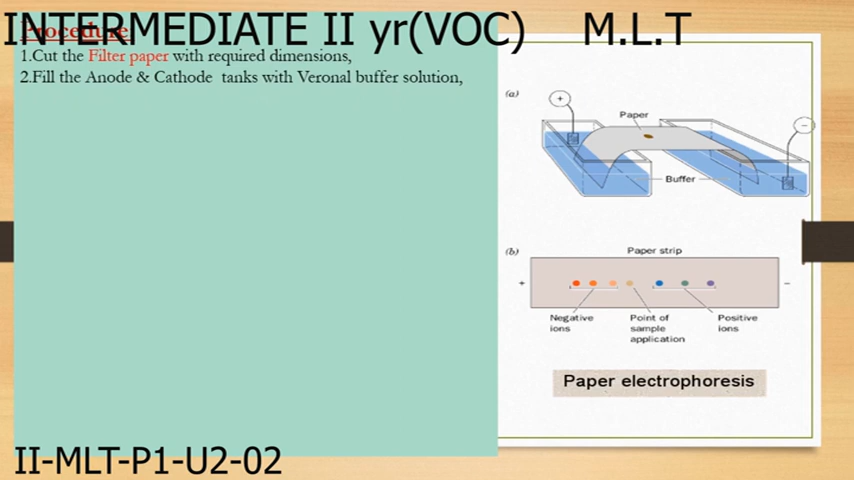 INTERMEDIATE II yr(VOC) M.L.T
Procedure
1.Cut the Filter paper with required dimensions,
2.Fill the Anode & Cathode tanks with Veronal buffer solution,
(a)
+
Paper
−
Buffer
(b)
Paper strip
+
−
Negative
ions
Point of
sample
application
Positive
ions
Paper electrophoresis
II-MLT-P1-U2-02